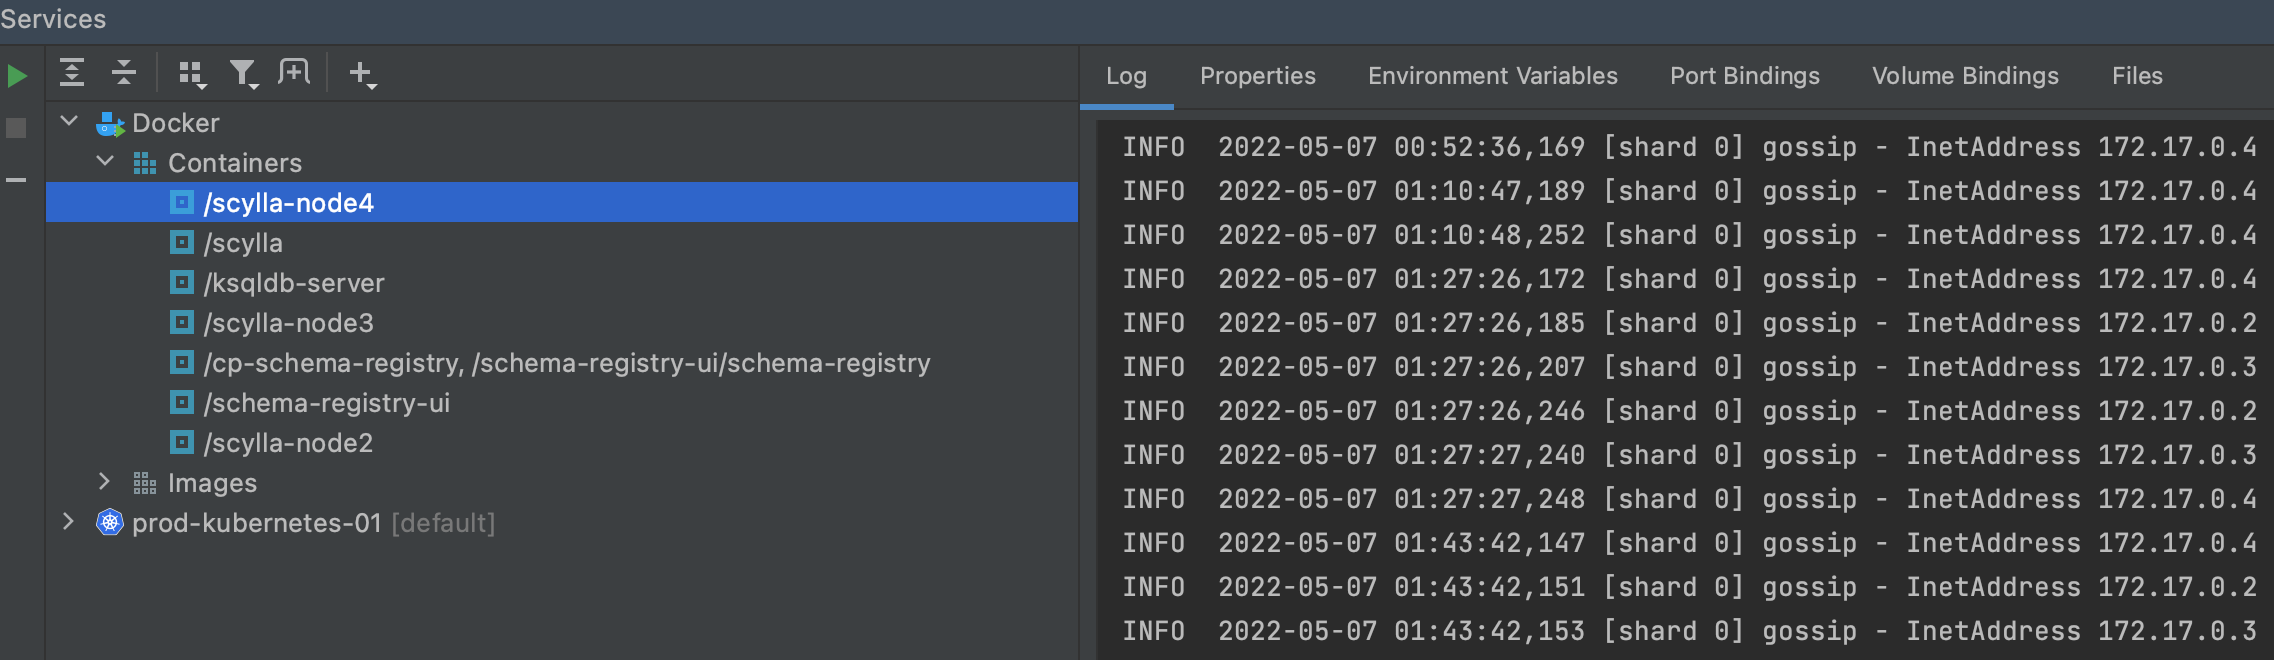 Services
Log Properties Environment Variables Port Bindings Volume Bindings Files
Docker
Containers
/scylla-node4
/scylla
/ksqldb-server
/scylla-node3
/cp-schema-registry, /schema-registry-ui/schema-registry
/schema-registry-ui
/scylla-node2
Images
prod-kubernetes-01 [default]
INFO  2022-05-07 00:52:36,169 [shard 0] gossip - InetAddress 172.17.0.4
INFO  2022-05-07 01:10:47,189 [shard 0] gossip - InetAddress 172.17.0.4
INFO  2022-05-07 01:10:48,252 [shard 0] gossip - InetAddress 172.17.0.4
INFO  2022-05-07 01:27:26,172 [shard 0] gossip - InetAddress 172.17.0.4
INFO  2022-05-07 01:27:26,185 [shard 0] gossip - InetAddress 172.17.0.2
INFO  2022-05-07 01:27:26,207 [shard 0] gossip - InetAddress 172.17.0.3
INFO  2022-05-07 01:27:26,246 [shard 0] gossip - InetAddress 172.17.0.2
INFO  2022-05-07 01:27:27,240 [shard 0] gossip - InetAddress 172.17.0.3
INFO  2022-05-07 01:27:27,248 [shard 0] gossip - InetAddress 172.17.0.4
INFO  2022-05-07 01:43:42,147 [shard 0] gossip - InetAddress 172.17.0.4
INFO  2022-05-07 01:43:42,151 [shard 0] gossip - InetAddress 172.17.0.2
INFO  2022-05-07 01:43:42,153 [shard 0] gossip - InetAddress 172.17.0.3